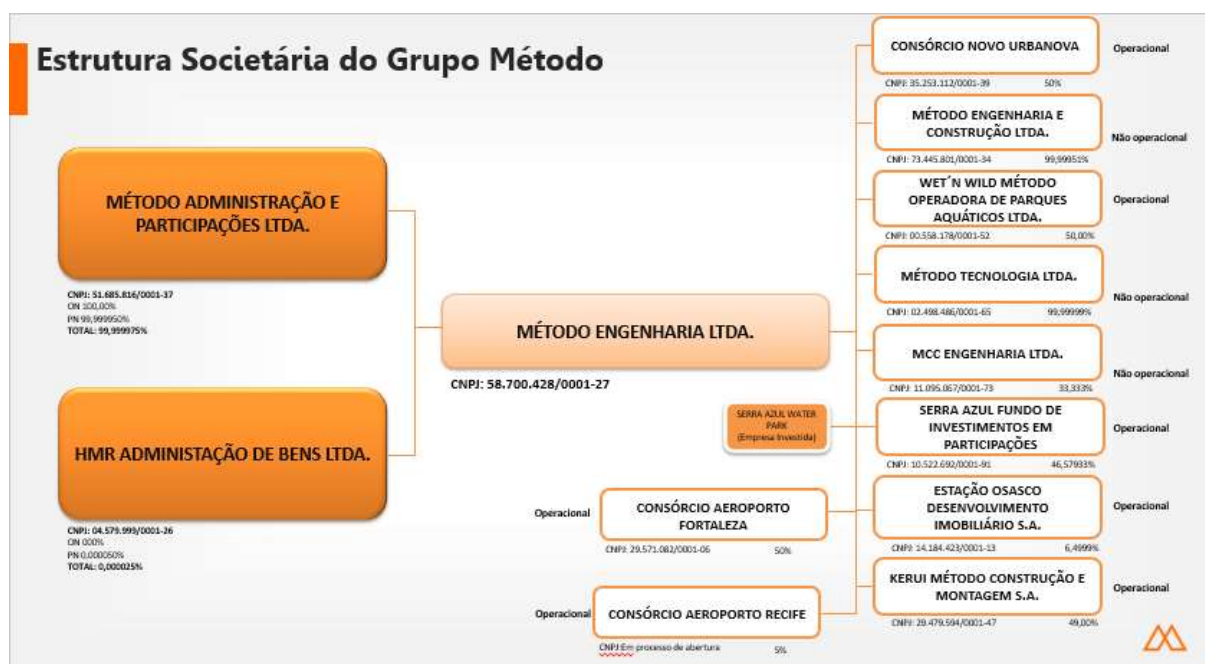 Estrutura Societária do Grupo Método
MÉTODO ADMINISTRAÇÃO E
PARTICIPAÇÕES LTDA.
CNPJ: 51.685.816/0001-37
ON 100,00%
PN 99,999950%
TOTAL: 99,999975%
HMR ADMINISTAÇÃO DE BENS LTDA.
CNPJ: 04.579.999/0001-26
ON 000%
PN 0,000050%
TOTAL: 0,000025%
MÉTODO ENGENHARIA LTDA.
CNPJ: 58.700.428/0001-27
SERRA AZUL WATER
PARK
(Empresa Investida)
Operacional
CONSÓRCIO AEROPORTO
FORTALEZA
CNPJ: 29.571.082/0001-06 50%
Operacional
CONSÓRCIO AEROPORTO RECIFE
CNPJ:Em processo de abertura 5%
CONSÓRCIO NOVO URBANOVA
Operacional
CNPJ: 35.253.112/0001-39 50%
MÉTODO ENGENHARIA E
CONSTRUÇÃO LTDA.
Não operacional
CNPJ: 73.445.801/0001-34 99,99951%
WET´N WILD MÉTODO
OPERADORA DE PARQUES
AQUÁTICOS LTDA.
Operacional
CNPJ: 00.558.178/0001-52 50,00%
MÉTODO TECNOLOGIA LTDA.
Não operacional
CNPJ: 02.498.486/0001-65 99,99999%
MCC ENGENHARIA LTDA.
Não operacional
CNPJ: 11.095.067/0001-73 33,333%
SERRA AZUL FUNDO DE
INVESTIMENTOS EM
PARTICIPAÇÕES
Operacional
CNPJ: 10.522.692/0001-91 46,57933%
ESTAÇÃO OSASCO
DESENVOLVIMENTO
IMOBILIÁRIO S.A.
Operacional
CNPJ: 14.184.423/0001-13 6,4999%
KERUI MÉTODO CONSTRUÇÃO E
MONTAGEM S.A.
Operacional
CNPJ: 29.479.594/0001-47 49,00%